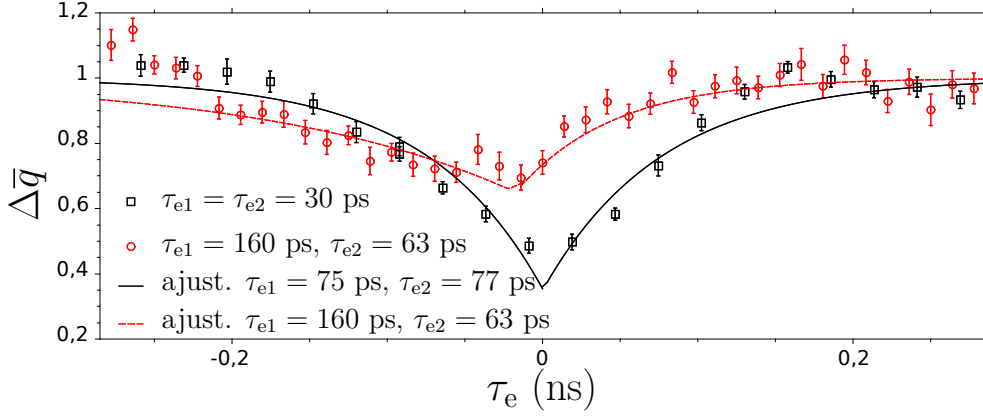 1,2
1
0,8
0,6
0,4
0,2
Δq̅
τe1 = τe2 = 30 ps
τe1 = 160 ps, τe2 = 63 ps
ajust. τe1 = 75 ps, τe2 = 77 ps
ajust. τe1 = 160 ps, τe2 = 63 ps
-0,2 0 0,2
τe (ns)